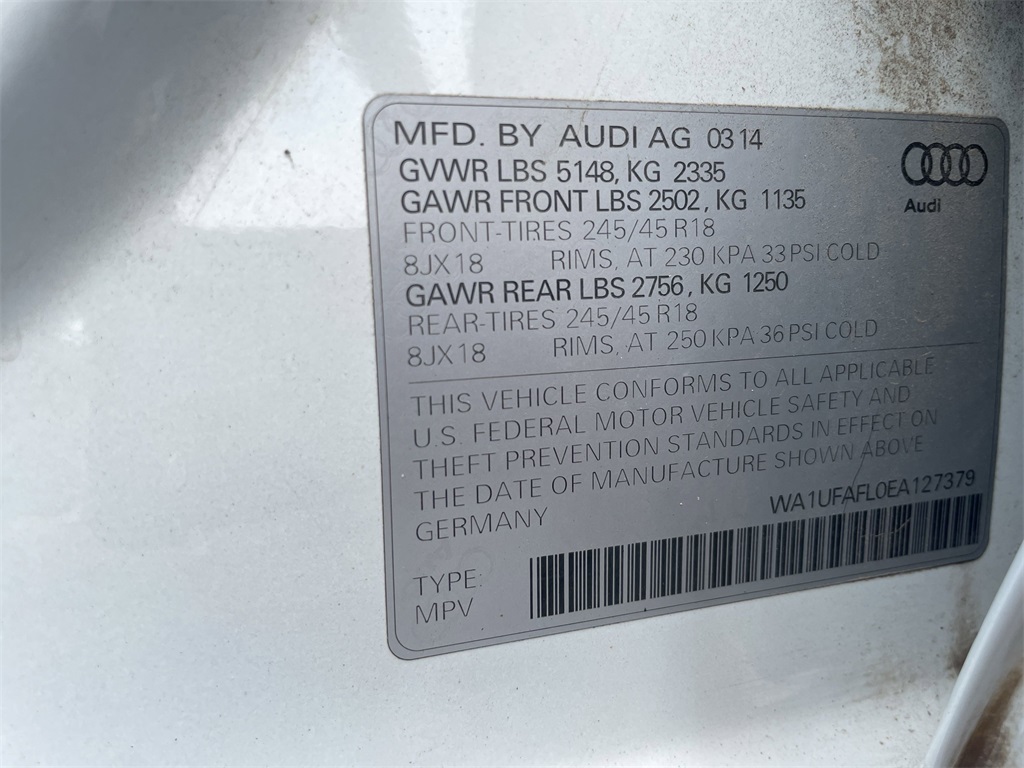 MFD. BY AUDI AG 0314
GVWR LBS 5148, KG 2335
GAWR FRONT LBS 2502, KG 1135
FRONT-TIRES 245/45 R18
8JX18 RIMS, AT 230 KPA 33 PSI COLD
GAWR REAR LBS 2756, KG 1250
REAR-TIRES 245/45 R18
8JX18 RIMS, AT 250 KPA 36 PSI COLD
Audi
THIS VEHICLE CONFORMS TO ALL APPLICABLE
U.S. FEDERAL MOTOR VEHICLE SAFETY AND
THEFT PREVENTION STANDARDS IN EFFECT ON
THE DATE OF MANUFACTURE SHOWN ABOVE
GERMANY
WA1UFAFL0EA127379
TYPE:
MPV